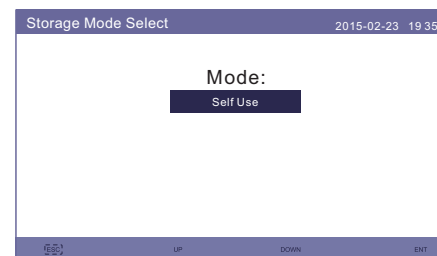 Storage Mode Select 2015-02-23 19 35
Mode:
Self Use
ESC UP DOWN ENT